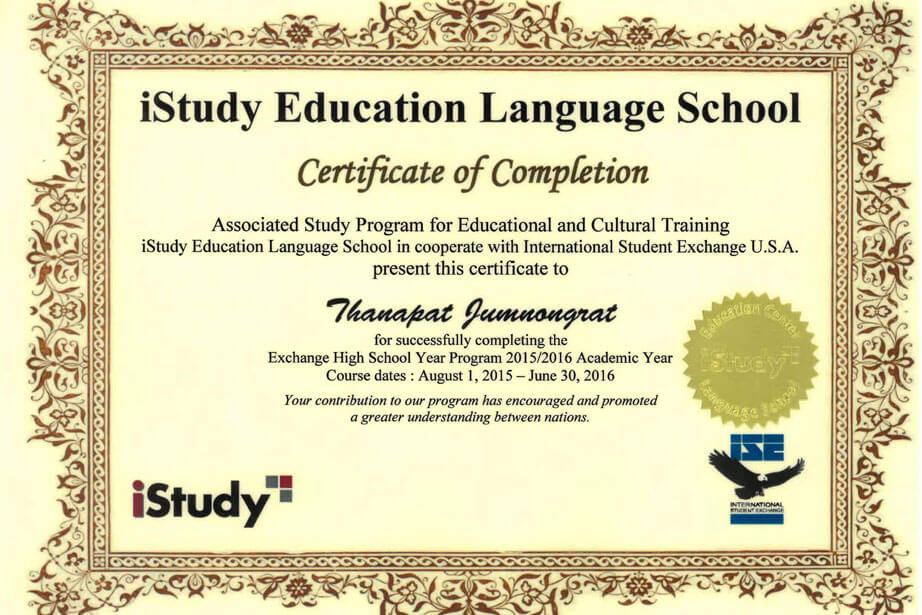 iStudy Education Language School
Certificate of Completion
Associated Study Program for Educational and Cultural Training
iStudy Education Language School in cooperate with International Student Exchange U.S.A.
present this certificate to
Thanapat Jumnongrat
for successfully completing the
Exchange High School Year Program 2015/2016 Academic Year
Course dates : August 1, 2015 – June 30, 2016
Your contribution to our program has encouraged and promoted
a greater understanding between nations.
Education Center
iStudy
Language School
iStudy
ISE
INTERNATIONAL
STUDENT EXCHANGE